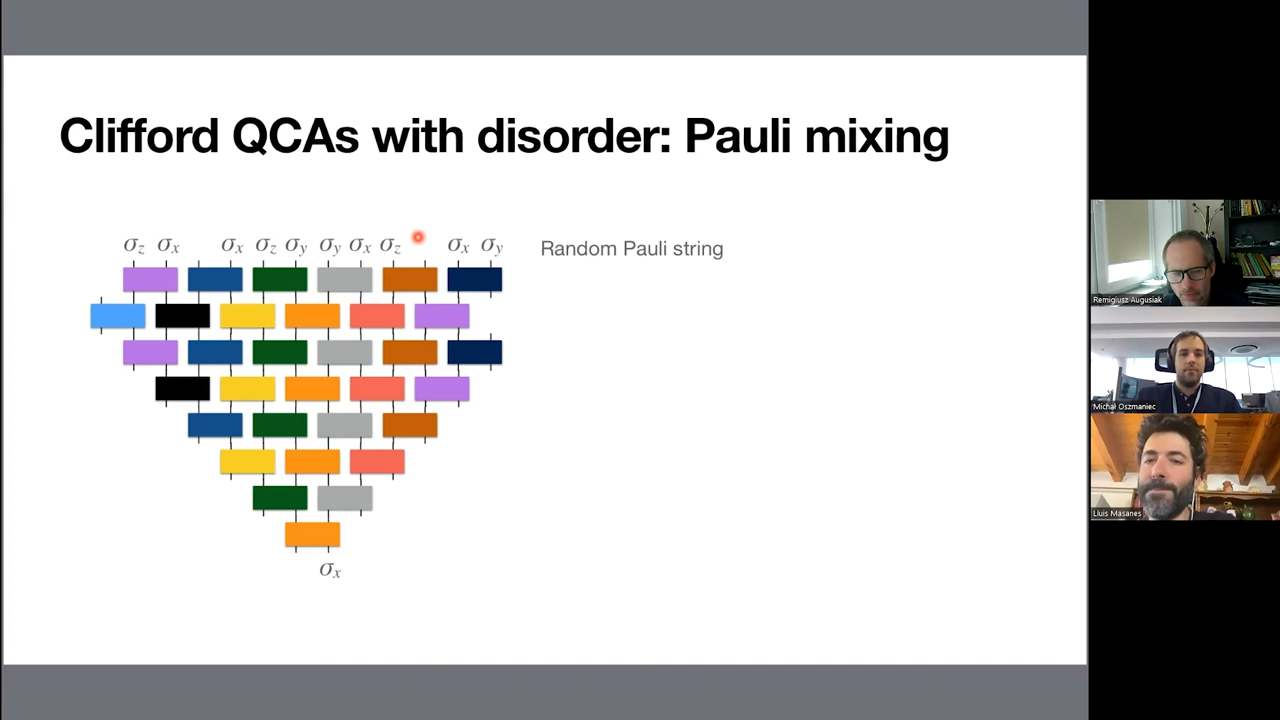 Clifford QCAs with disorder: Pauli mixing
σz σx σx σz σy σy σx σz σx σy Random Pauli string
σx
Remigiusz Augusiak
Michał Oszmaniec
Lluis Masanes